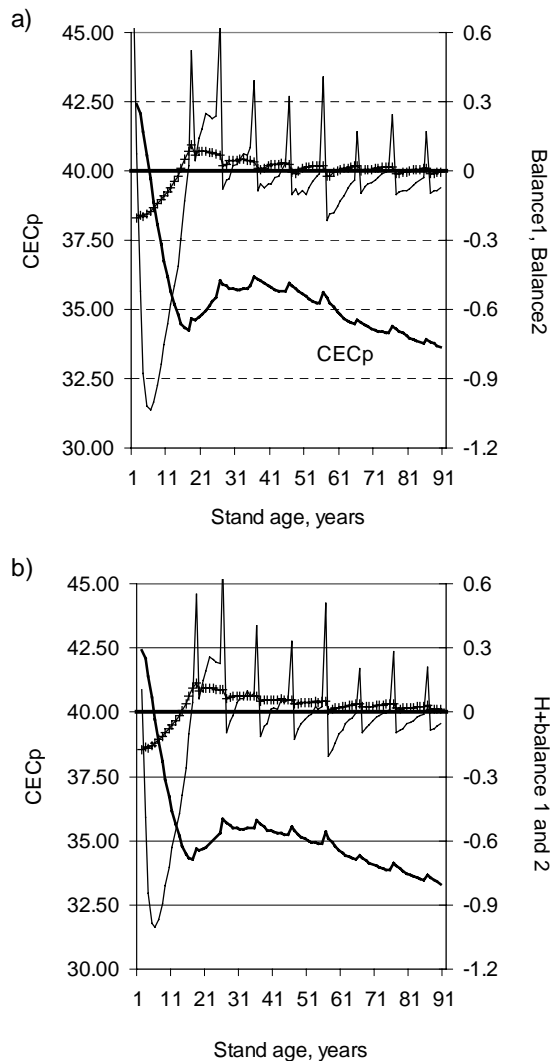 a)
45.00
42.50
40.00
37.50
35.00
32.50
30.00
CECp
0.6
0.3
0
-0.3
-0.6
-0.9
-1.2
Balance1, Balance2
CECp
1 11 21 31 41 51 61 71 81 91
Stand age, years
b)
45.00
42.50
40.00
37.50
35.00
32.50
30.00
CECp
0.6
0.3
0
-0.3
-0.6
-0.9
-1.2
H+balance 1 and 2
1 11 21 31 41 51 61 71 81 91
Stand age, years